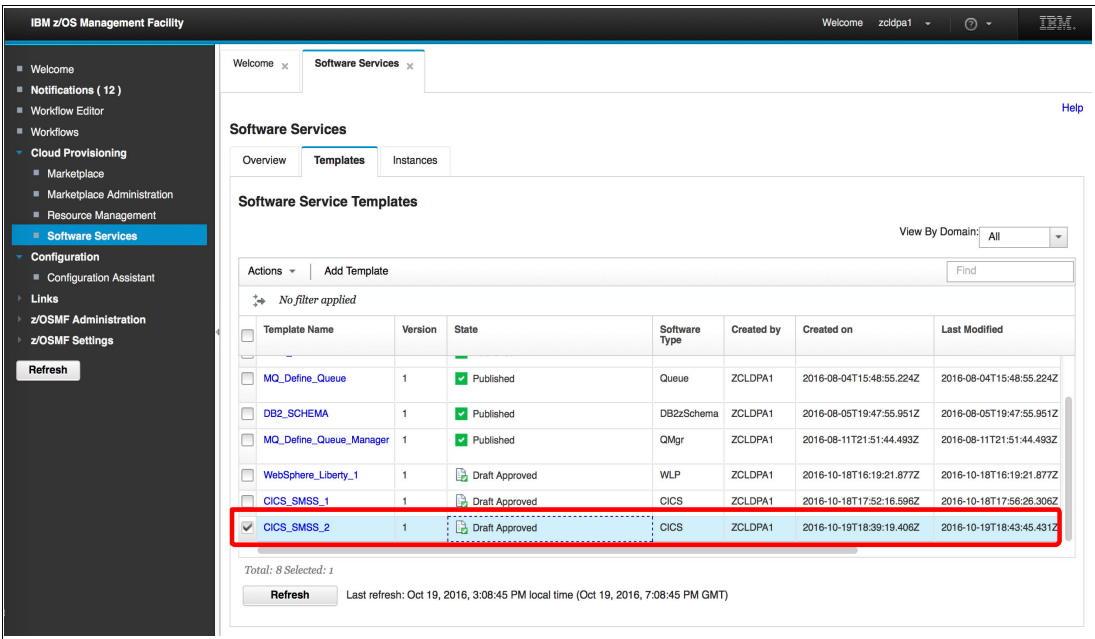 IBM z/OS Management Facility
Welcome zcldpa1
IBM.
Welcome
Notifications ( 12 )
Workflow Editor
Workflows
Cloud Provisioning
Marketplace
Marketplace Administration
Resource Management
Software Services
Configuration
Configuration Assistant
Links
z/OSMF Administration
z/OSMF Settings
Refresh
Welcome Software Services
Help
Software Services
Overview Templates Instances
Software Service Templates
View By Domain: All
Actions Add Template Find
No filter applied
Template Name Version State Software Type Created by Created on Last Modified
MQ_Define_Queue 1 Published Queue ZCLDPA1 2016-08-04T15:48:55.224Z 2016-08-04T15:48:55.224Z
DB2_SCHEMA 1 Published DB2zSchema ZCLDPA1 2016-08-05T19:47:55.951Z 2016-08-05T19:47:55.951Z
MQ_Define_Queue_Manager 1 Published QMgr ZCLDPA1 2016-08-11T21:51:44.493Z 2016-08-11T21:51:44.493Z
WebSphere_Liberty_1 1 Draft Approved WLP ZCLDPA1 2016-10-18T16:19:21.877Z 2016-10-18T16:19:21.877Z
CICS_SMSS_1 1 Draft Approved CICS ZCLDPA1 2016-10-18T17:52:16.596Z 2016-10-18T17:56:26.306Z
CICS_SMSS_2 1 Draft Approved CICS ZCLDPA1 2016-10-19T18:39:19.406Z 2016-10-19T18:43:45.431Z
Total: 8 Selected: 1
Refresh Last refresh: Oct 19, 2016, 3:08:45 PM local time (Oct 19, 2016, 7:08:45 PM GMT)